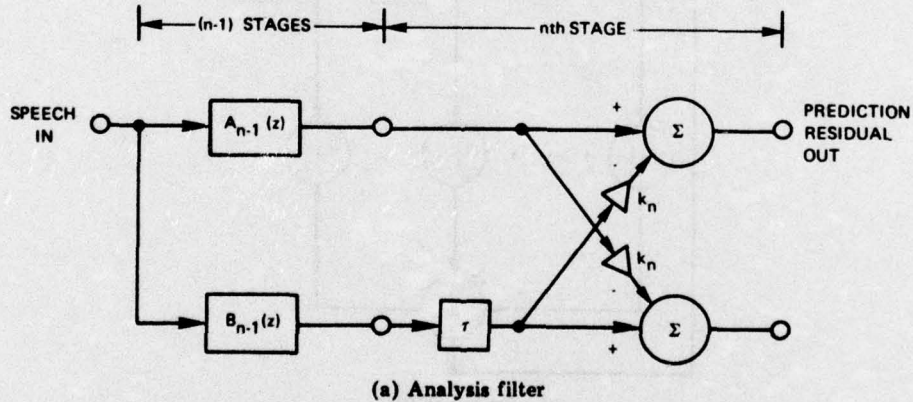 (n-1) STAGES
nth STAGE
SPEECH
IN
A_{n-1}(z)
+
Σ
PREDICTION
RESIDUAL
OUT
-
k_n
k_n
-
B_{n-1}(z)
τ
+
Σ
(a) Analysis filter